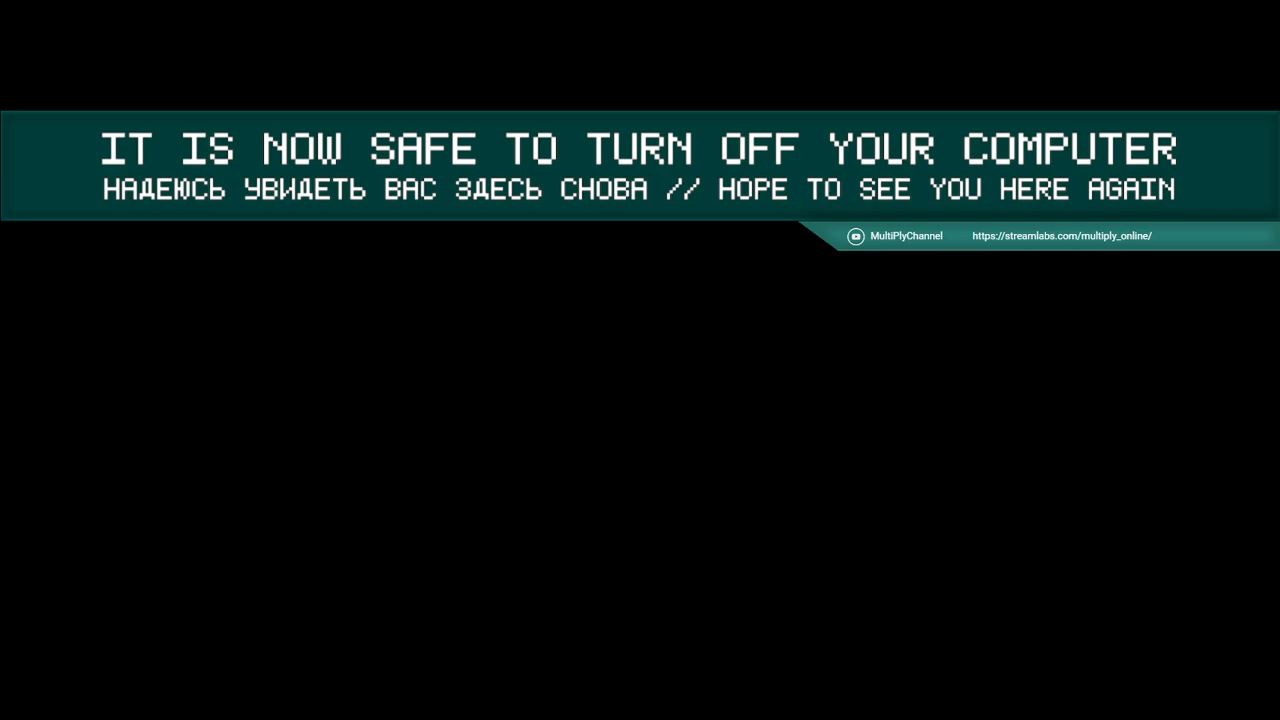 IT IS NOW SAFE TO TURN OFF YOUR COMPUTER
НАДЕЮСЬ УВИДЕТЬ ВАС ЗДЕСЬ СНОВА // HOPE TO SEE YOU HERE AGAIN
MultiPlyChannel https://streamlabs.com/multiply_online/